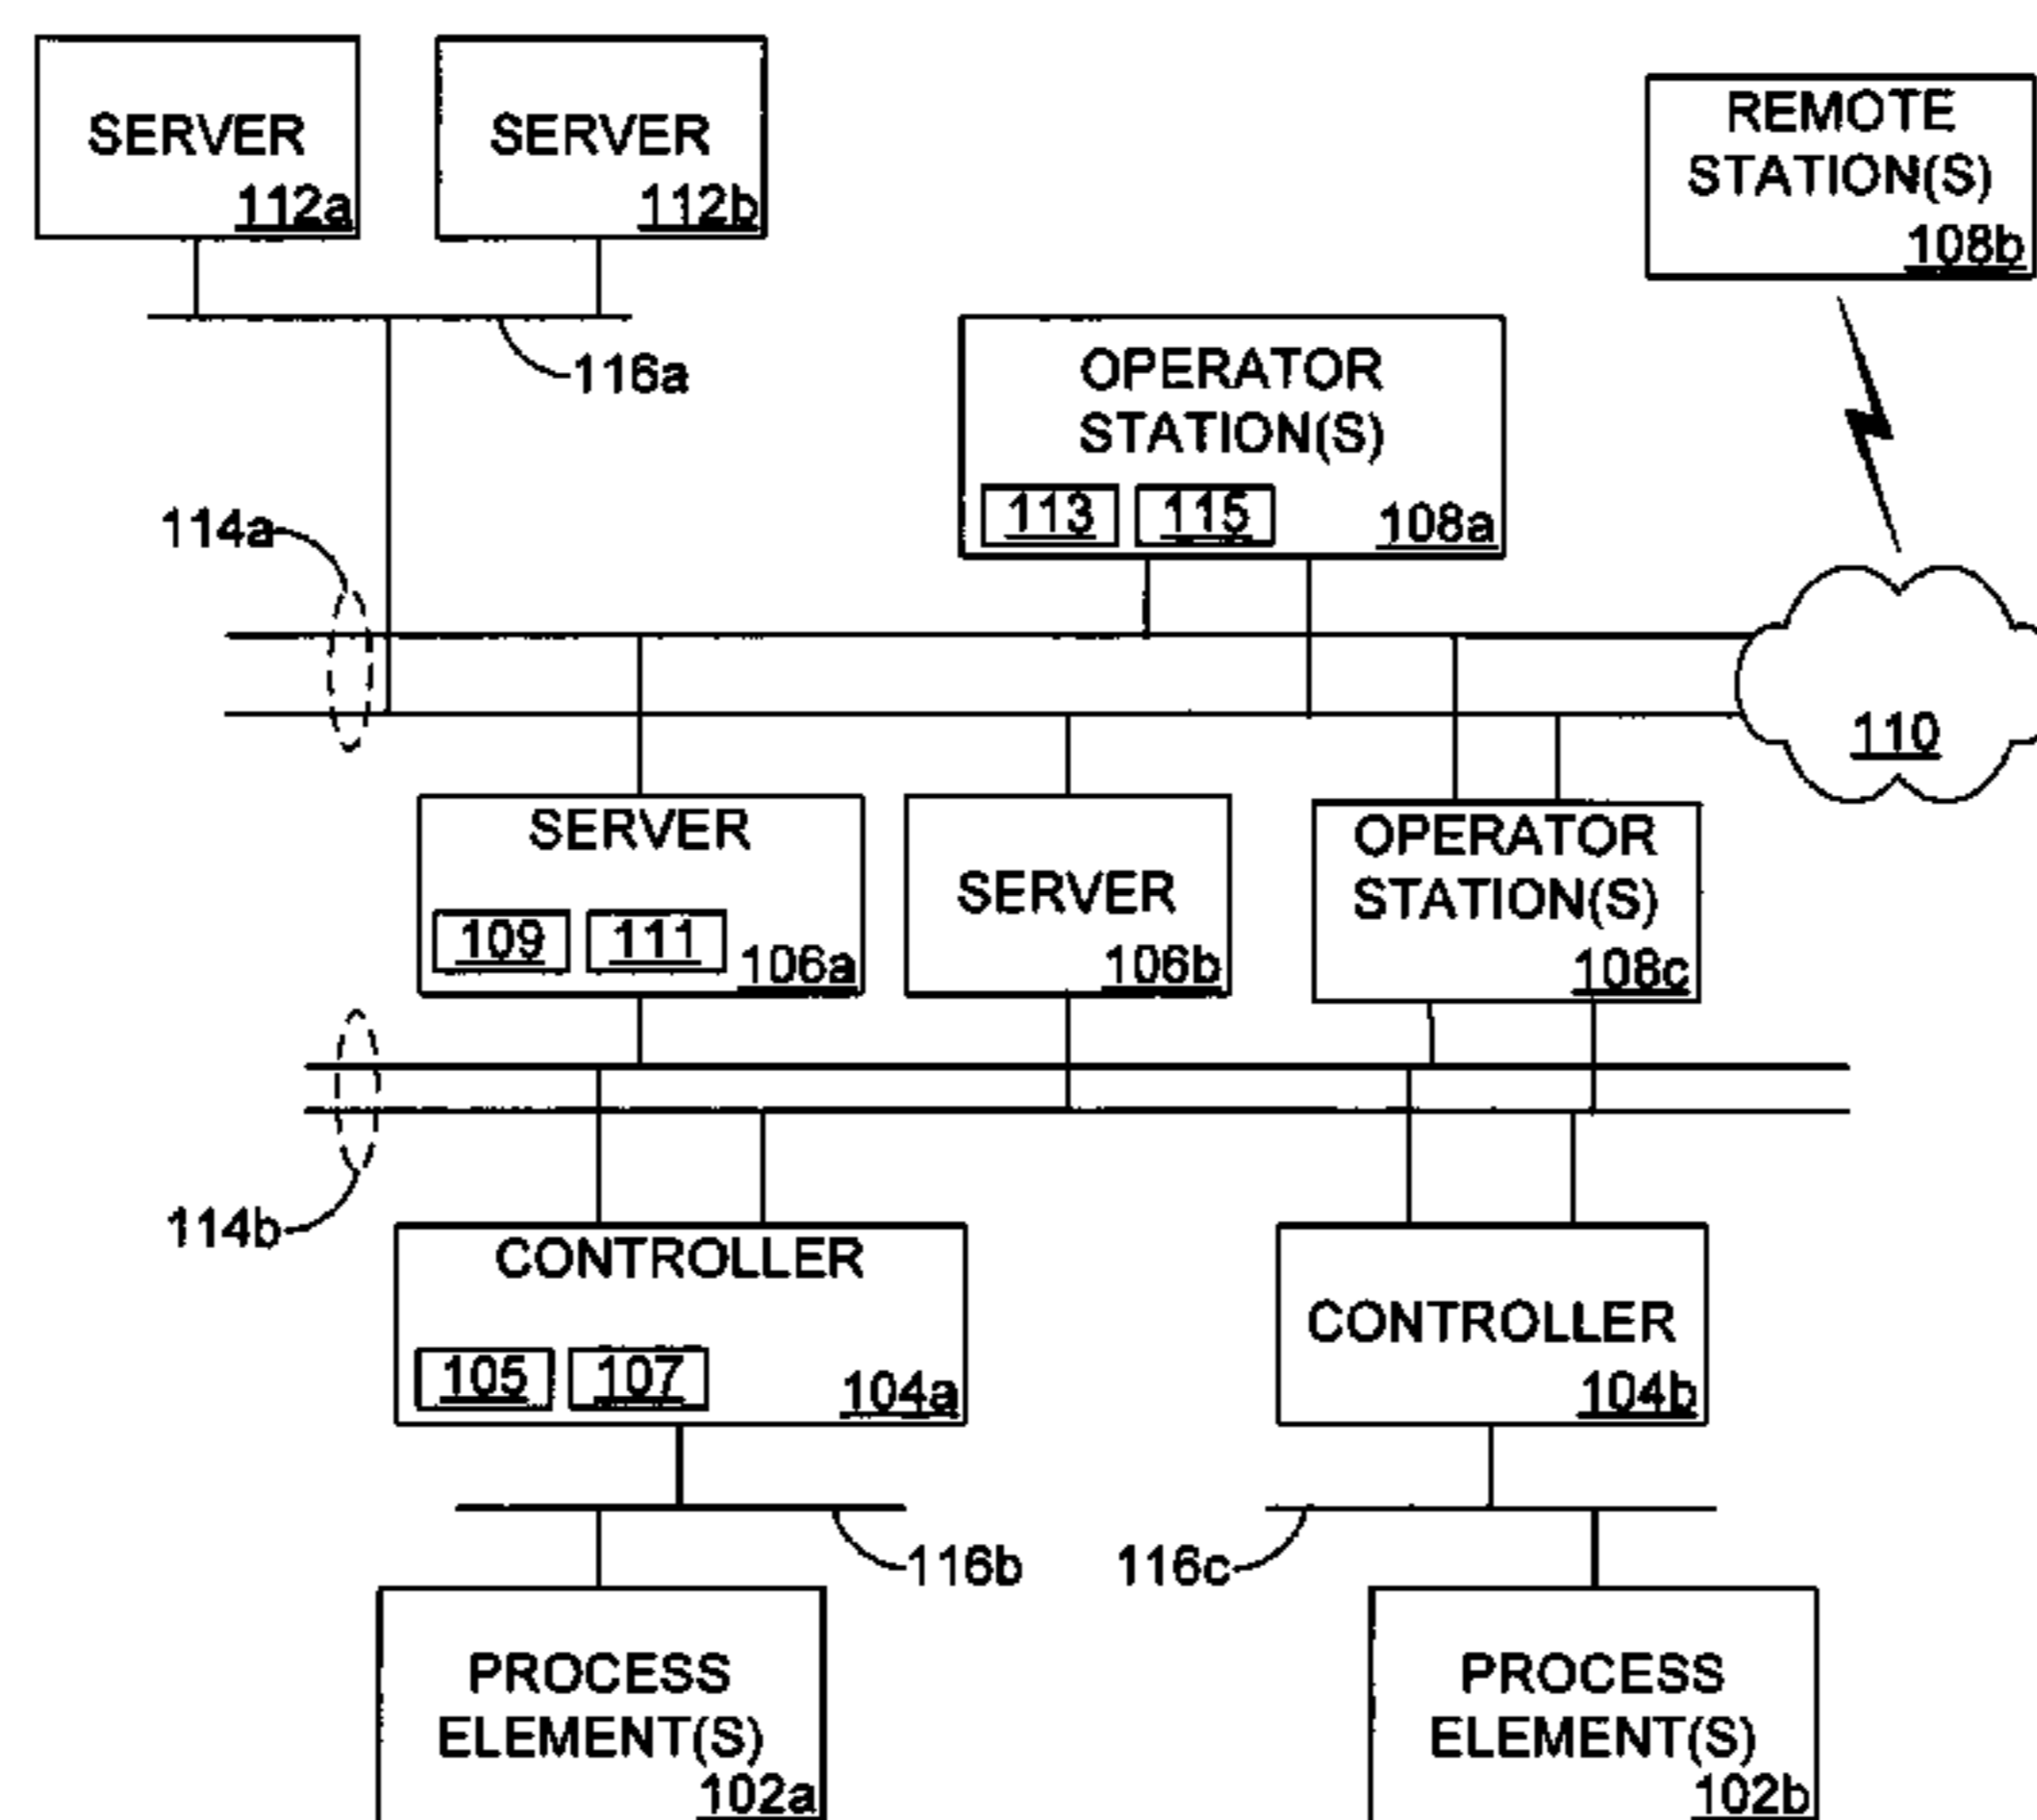 SERVER
112a
SERVER
112b
REMOTE
STATION(S)
108b
116a
OPERATOR
STATION(S)
113
115
108a
114a
110
SERVER
109
111
106a
SERVER
106b
OPERATOR
STATION(S)
108c
114b
CONTROLLER
105
107
104a
CONTROLLER
104b
116b
116c
PROCESS
ELEMENT(S)
102a
PROCESS
ELEMENT(S)
102b